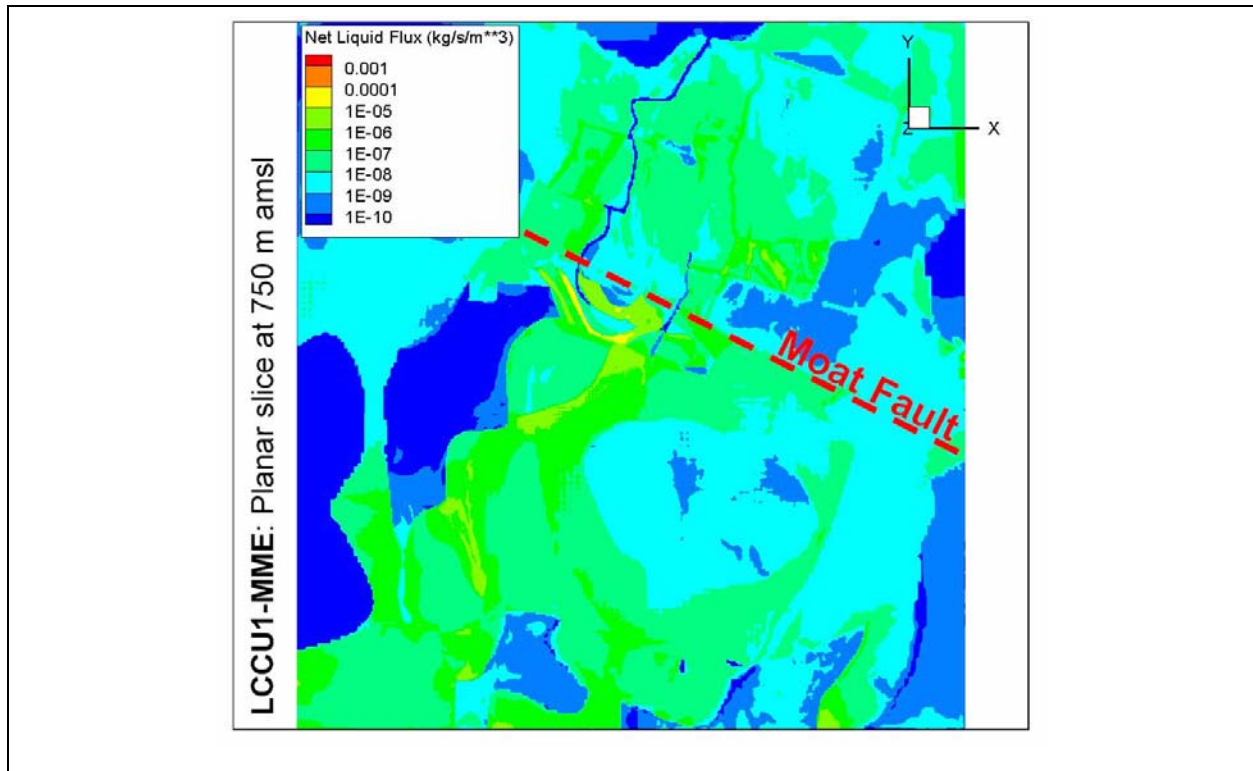 Net Liquid Flux (kg/s/m**3)
0.001
0.0001
1E-05
1E-06
1E-07
1E-08
1E-09
1E-10
Y
Z
X
LCCU1-MME: Planar slice at 750 m amsl
Moat Fault